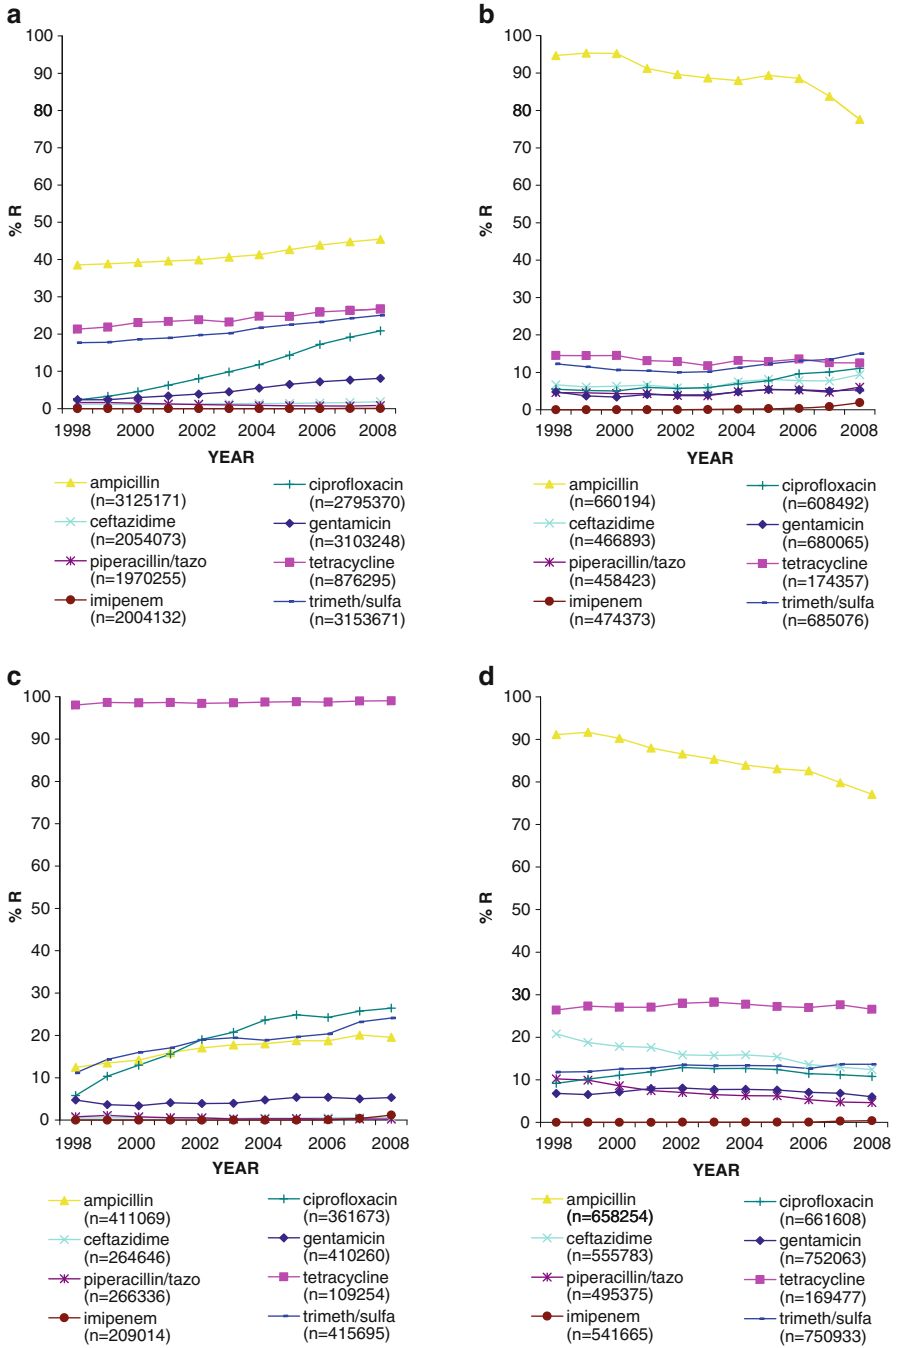 a
100
90
80
70
60
50
40
30
20
10
0
% R
1998 2000 2002 2004 2006 2008
YEAR
ampicillin
(n=3125171)
ceftazidime
(n=2054073)
piperacillin/tazo
(n=1970255)
imipenem
(n=2004132)
ciprofloxacin
(n=2795370)
gentamicin
(n=3103248)
tetracycline
(n=876295)
trimeth/sulfa
(n=3153671)
b
100
90
80
70
60
50
40
30
20
10
0
% R
1998 2000 2002 2004 2006 2008
YEAR
ampicillin
(n=660194)
ceftazidime
(n=466893)
piperacillin/tazo
(n=458423)
imipenem
(n=474373)
ciprofloxacin
(n=608492)
gentamicin
(n=680065)
tetracycline
(n=174357)
trimeth/sulfa
(n=685076)
c
100
90
80
70
60
50
40
30
20
10
0
% R
1998 2000 2002 2004 2006 2008
YEAR
ampicillin
(n=411069)
ceftazidime
(n=264646)
piperacillin/tazo
(n=266336)
imipenem
(n=209014)
ciprofloxacin
(n=361673)
gentamicin
(n=410260)
tetracycline
(n=109254)
trimeth/sulfa
(n=415695)
d
100
90
80
70
60
50
40
30
20
10
0
% R
1998 2000 2002 2004 2006 2008
YEAR
ampicillin
(n=658254)
ceftazidime
(n=555783)
piperacillin/tazo
(n=495375)
imipenem
(n=541665)
ciprofloxacin
(n=661608)
gentamicin
(n=752063)
tetracycline
(n=169477)
trimeth/sulfa
(n=750933)